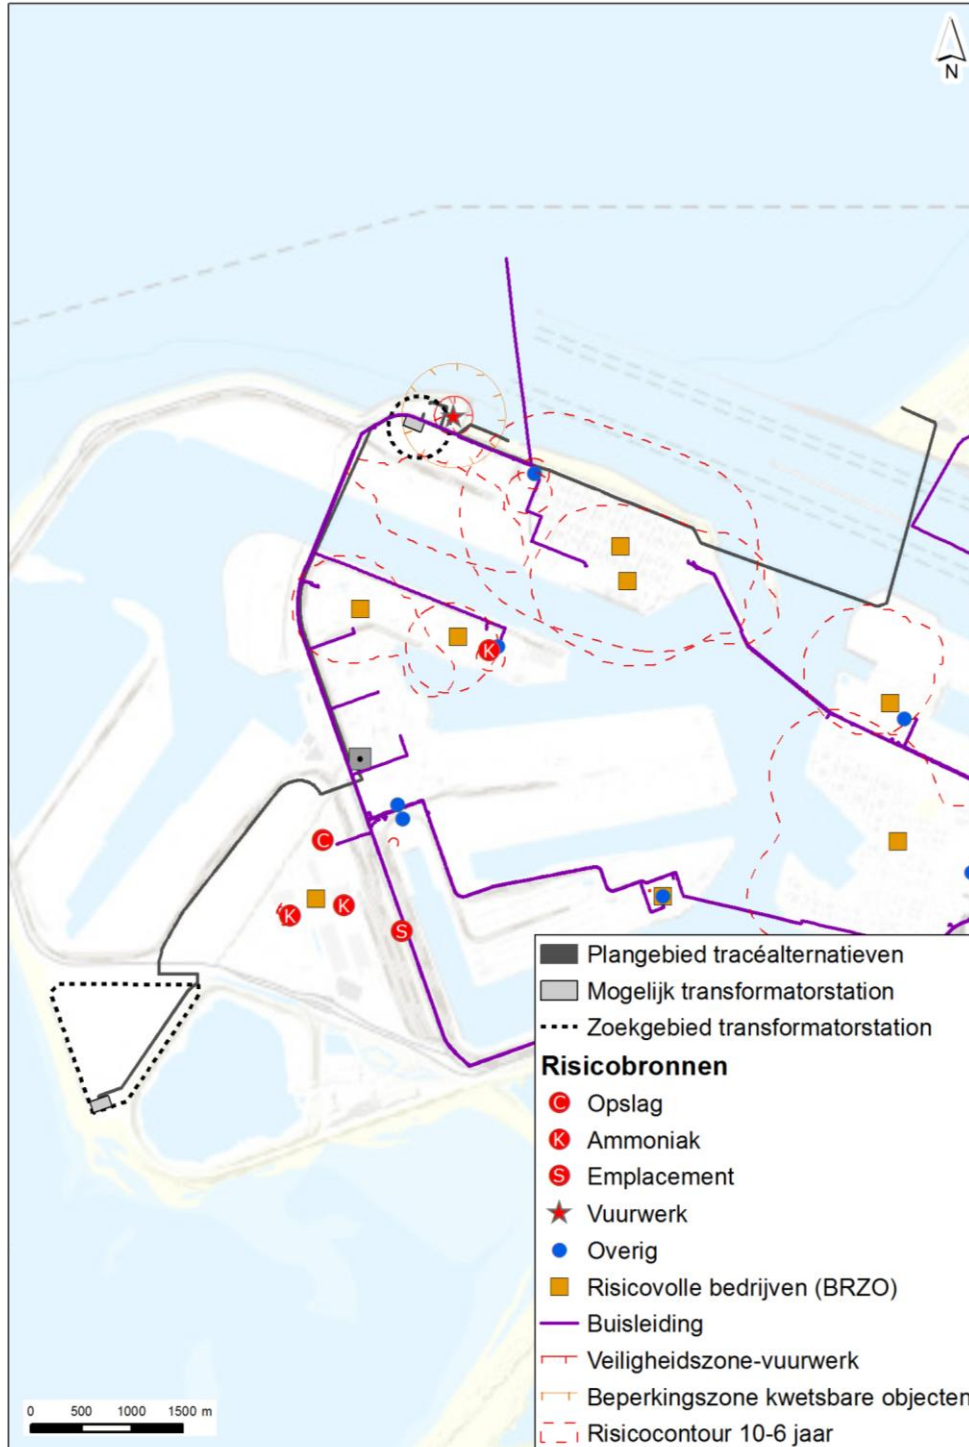 N
K
C
K
K
S
Plangebied tracéalternatieven
Mogelijk transformatorstation
Zoekgebied transformatorstation
Risicobronnen
C Opslag
K Ammoniak
S Emplacement
Vuurwerk
Overig
Risicovolle bedrijven (BRZO)
Buisleiding
Veiligheidszone-vuurwerk
Beperkingszone kwetsbare objecten
Risicocontour 10-6 jaar
0 500 1000 1500 m